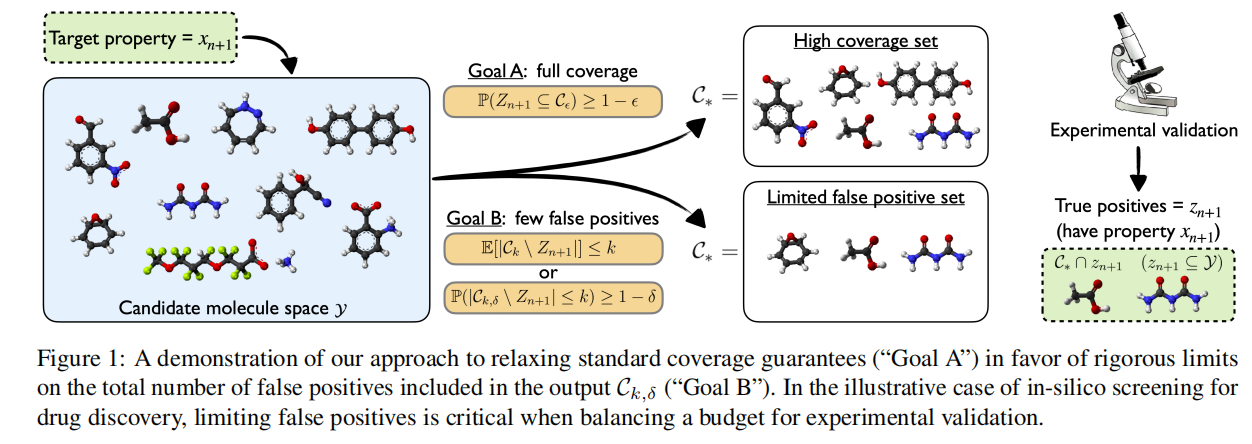 Target property = $x_{n+1}$
Candidate molecule space $\mathcal{Y}$
Goal A: full coverage
$\mathbb{P}(Z_{n+1} \subseteq \mathcal{C}_\epsilon) \geq 1 - \epsilon$
Goal B: few false positives
$\mathbb{E}[|\mathcal{C}_k \setminus Z_{n+1}|] \leq k$
or
$\mathbb{P}(|\mathcal{C}_{k,\delta} \setminus Z_{n+1}| \leq k) \geq 1 - \delta$
$\mathcal{C}_* =$
High coverage set
$\mathcal{C}_* =$
Limited false positive set
Experimental validation
True positives = $z_{n+1}$
(have property $x_{n+1}$)
$\mathcal{C}_* \cap z_{n+1}$ $(z_{n+1} \subseteq \mathcal{Y})$
Figure 1: A demonstration of our approach to relaxing standard coverage guarantees (“Goal A”) in favor of rigorous limits
on the total number of false positives included in the output $\mathcal{C}_{k,\delta}$ (“Goal B”). In the illustrative case of in-silico screening for
drug discovery, limiting false positives is critical when balancing a budget for experimental validation.